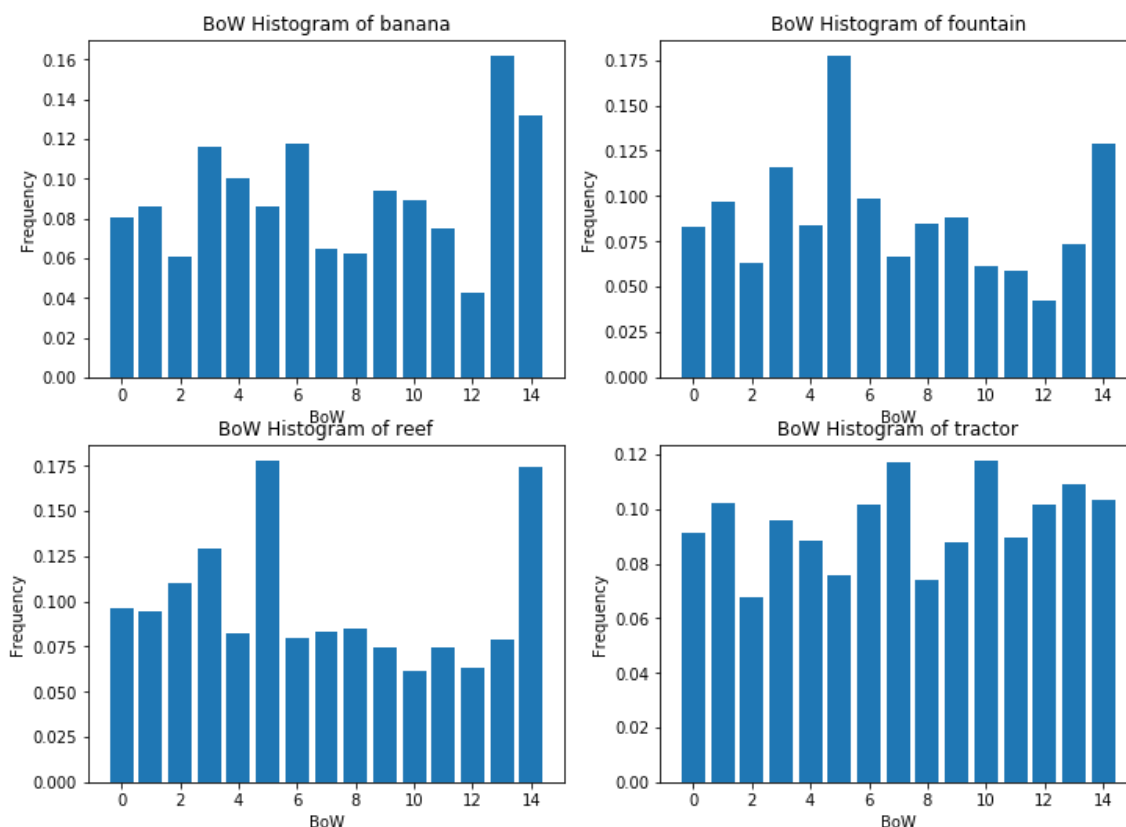 BoW Histogram of banana
Frequency
0.16
0.14
0.12
0.10
0.08
0.06
0.04
0.02
0.00
0 2 4 6 8 10 12 14
BoW
BoW Histogram of fountain
Frequency
0.175
0.150
0.125
0.100
0.075
0.050
0.025
0.000
0 2 4 6 8 10 12 14
BoW
BoW Histogram of reef
Frequency
0.175
0.150
0.125
0.100
0.075
0.050
0.025
0.000
0 2 4 6 8 10 12 14
BoW
BoW Histogram of tractor
Frequency
0.12
0.10
0.08
0.06
0.04
0.02
0.00
0 2 4 6 8 10 12 14
BoW